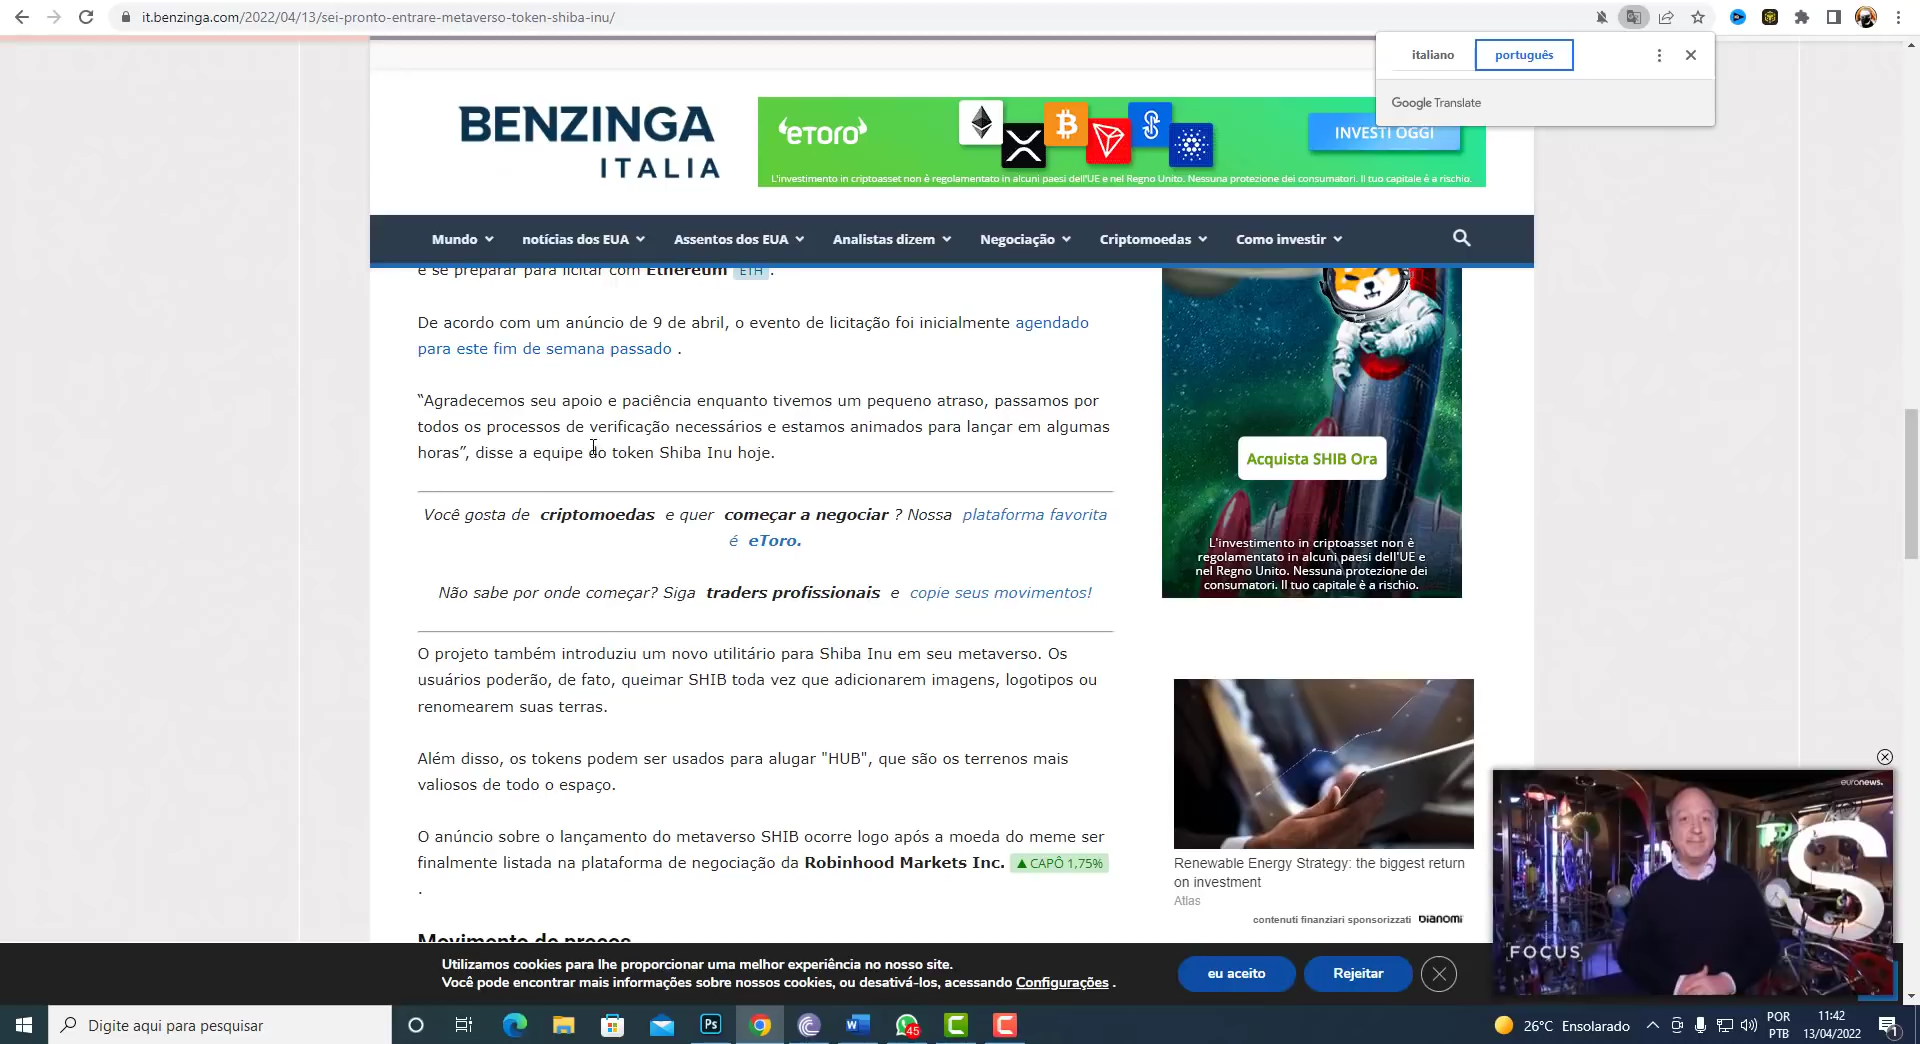 it.benzinga.com/2022/04/13/sei-pronto-entrare-metaverso-token-shiba-inu/
italiano
português
Google Translate
BENZINGA
ITALIA
eToro
INVESTI OGGI
L'investimento in criptoasset non è regolamentato in alcuni paesi dell'UE e nel Regno Unito. Nessuna protezione dei consumatori. Il tuo capitale è a rischio.
Mundo
notícias dos EUA
Assentos dos EUA
Analistas dizem
Negociação
Criptomoedas
Como investir
e se preparar para licitar com Ethereum ETH .
De acordo com um anúncio de 9 de abril, o evento de licitação foi inicialmente agendado
para este fim de semana passado .
“Agradecemos seu apoio e paciência enquanto tivemos um pequeno atraso, passamos por
todos os processos de verificação necessários e estamos animados para lançar em algumas
horas”, disse a equipe do token Shiba Inu hoje.
Você gosta de criptomoedas e quer começar a negociar ? Nossa plataforma favorita
é eToro.
Não sabe por onde começar? Siga traders profissionais e copie seus movimentos!
O projeto também introduziu um novo utilitário para Shiba Inu em seu metaverso. Os
usuários poderão, de fato, queimar SHIB toda vez que adicionarem imagens, logotipos ou
renomearem suas terras.
Além disso, os tokens podem ser usados para alugar "HUB", que são os terrenos mais
valiosos de todo o espaço.
O anúncio sobre o lançamento do metaverso SHIB ocorre logo após a moeda do meme ser
finalmente listada na plataforma de negociação da Robinhood Markets Inc. ▲ CAPÔ 1,75%
.
Movimento de preços
Acquista SHIB Ora
L'investimento in criptoasset non è
regolamentato in alcuni paesi dell'UE e
nel Regno Unito. Nessuna protezione dei
consumatori. Il tuo capitale è a rischio.
Renewable Energy Strategy: the biggest return
on investment
Atlas
contenuti finanziari sponsorizzati bianomi
euronews.
S
FOCUS
Utilizamos cookies para lhe proporcionar uma melhor experiência no nosso site.
Você pode encontrar mais informações sobre nossos cookies, ou desativá-los, acessando Configurações .
eu aceito
Rejeitar
Digite aqui para pesquisar
Ps
W
45
C
C
26°C Ensolarado
POR
PTB
11:42
13/04/2022
1